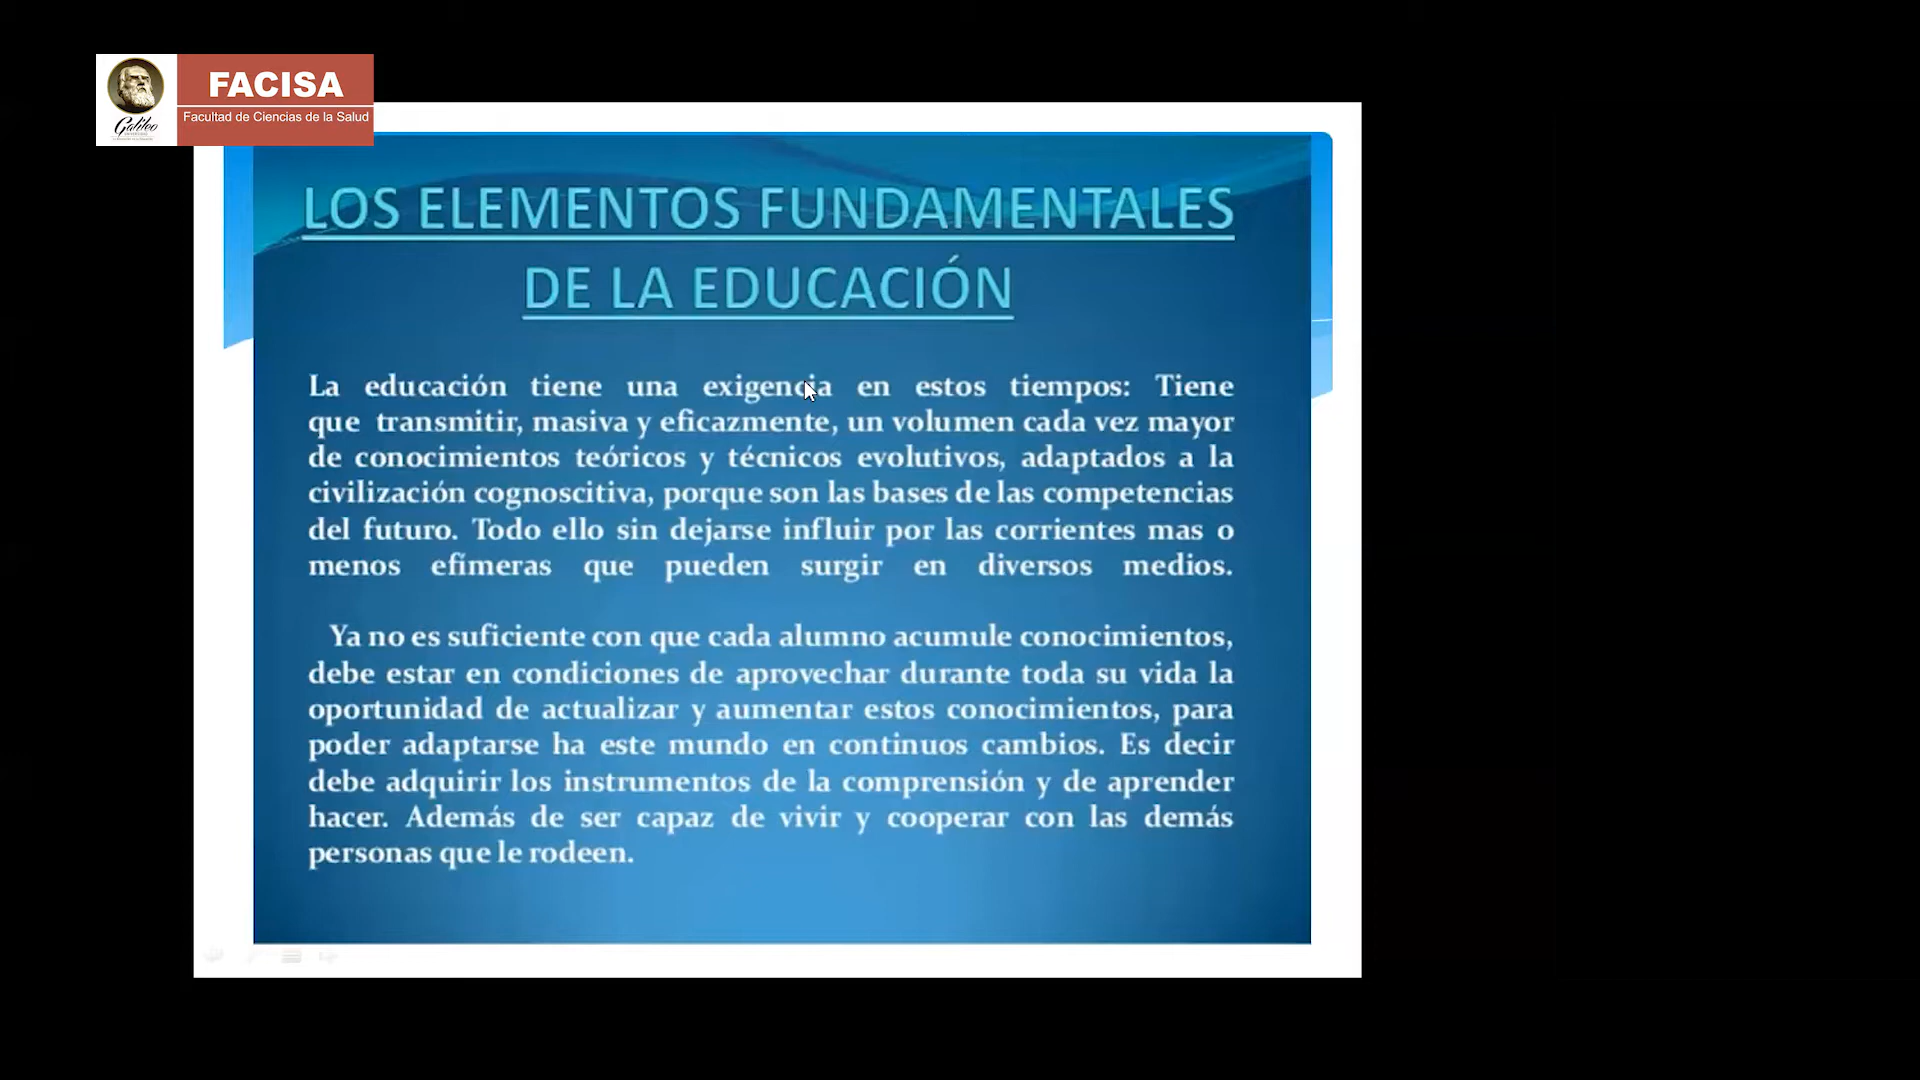 FACISA
Facultad de Ciencias de la Salud
Galileo
LOS ELEMENTOS FUNDAMENTALES
DE LA EDUCACIÓN
La educación tiene una exigencia en estos tiempos: Tiene
que transmitir, masiva y eficazmente, un volumen cada vez mayor
de conocimientos teóricos y técnicos evolutivos, adaptados a la
civilización cognoscitiva, porque son las bases de las competencias
del futuro. Todo ello sin dejarse influir por las corrientes mas o
menos efímeras que pueden surgir en diversos medios.
Ya no es suficiente con que cada alumno acumule conocimientos,
debe estar en condiciones de aprovechar durante toda su vida la
oportunidad de actualizar y aumentar estos conocimientos, para
poder adaptarse ha este mundo en continuos cambios. Es decir
debe adquirir los instrumentos de la comprensión y de aprender
hacer. Además de ser capaz de vivir y cooperar con las demás
personas que le rodeen.